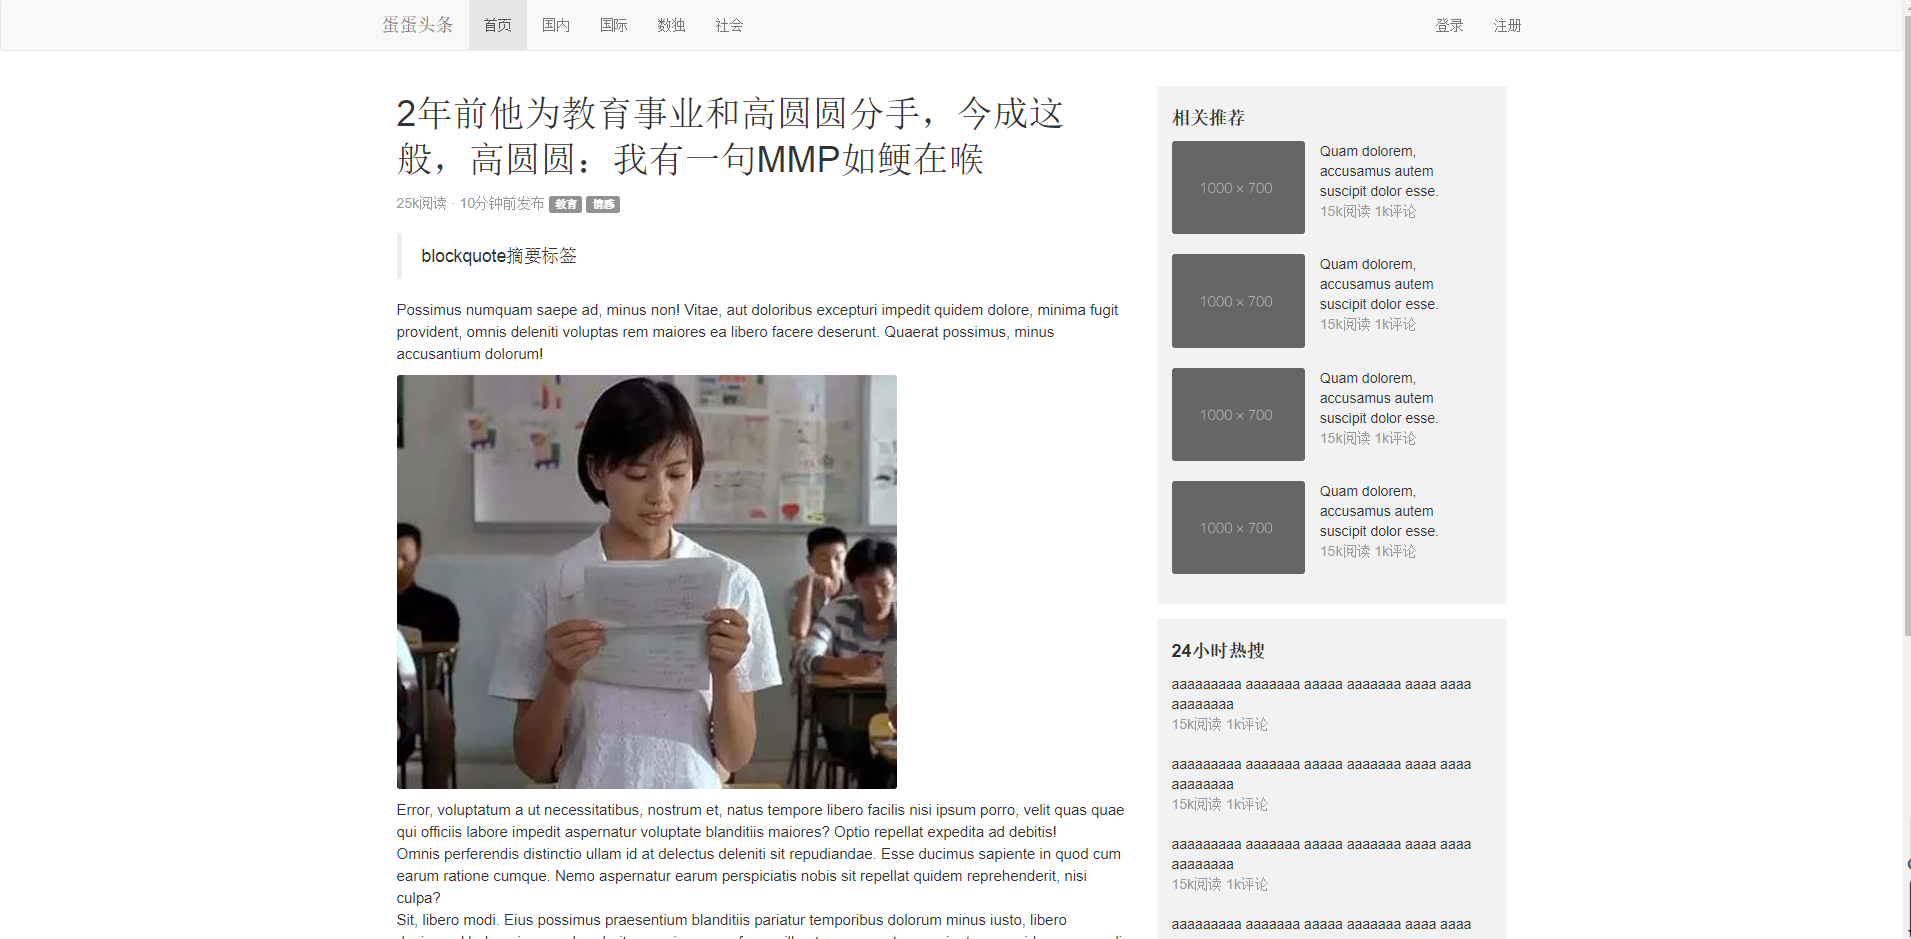 蛋蛋头条 首页 国内 国际 数独 社会 登录 注册
2年前他为教育事业和高圆圆分手，今成这
般，高圆圆：我有一句MMP如鲠在喉
25k阅读 · 10分钟前发布 教育 情感
blockquote摘要标签
Possimus numquam saepe ad, minus non! Vitae, aut doloribus excepturi impedit quidem dolore, minima fugit
provident, omnis deleniti voluptas rem maiores ea libero facere deserunt. Quaerat possimus, minus
accusantium dolorum!
Error, voluptatum a ut necessitatibus, nostrum et, natus tempore libero facilis nisi ipsum porro, velit quas quae
qui officiis labore impedit aspernatur voluptate blanditiis maiores? Optio repellat expedita ad debitis!
Omnis perferendis distinctio ullam id at delectus deleniti sit repudiandae. Esse ducimus sapiente in quod cum
earum ratione cumque. Nemo aspernatur earum perspiciatis nobis sit repellat quidem reprehenderit, nisi
culpa?
Sit, libero modi. Eius possimus praesentium blanditiis pariatur temporibus dolorum minus iusto, libero
相关推荐
1000 × 700
Quam dolorem,
accusamus autem
suscipit dolor esse.
15k阅读 1k评论
1000 × 700
Quam dolorem,
accusamus autem
suscipit dolor esse.
15k阅读 1k评论
1000 × 700
Quam dolorem,
accusamus autem
suscipit dolor esse.
15k阅读 1k评论
1000 × 700
Quam dolorem,
accusamus autem
suscipit dolor esse.
15k阅读 1k评论
24小时热搜
aaaaaaaaa aaaaaaa aaaaa aaaaaaa aaaa aaaa
aaaaaaaa
15k阅读 1k评论
aaaaaaaaa aaaaaaa aaaaa aaaaaaa aaaa aaaa
aaaaaaaa
15k阅读 1k评论
aaaaaaaaa aaaaaaa aaaaa aaaaaaa aaaa aaaa
aaaaaaaa
15k阅读 1k评论
aaaaaaaaa aaaaaaa aaaaa aaaaaaa aaaa aaaa